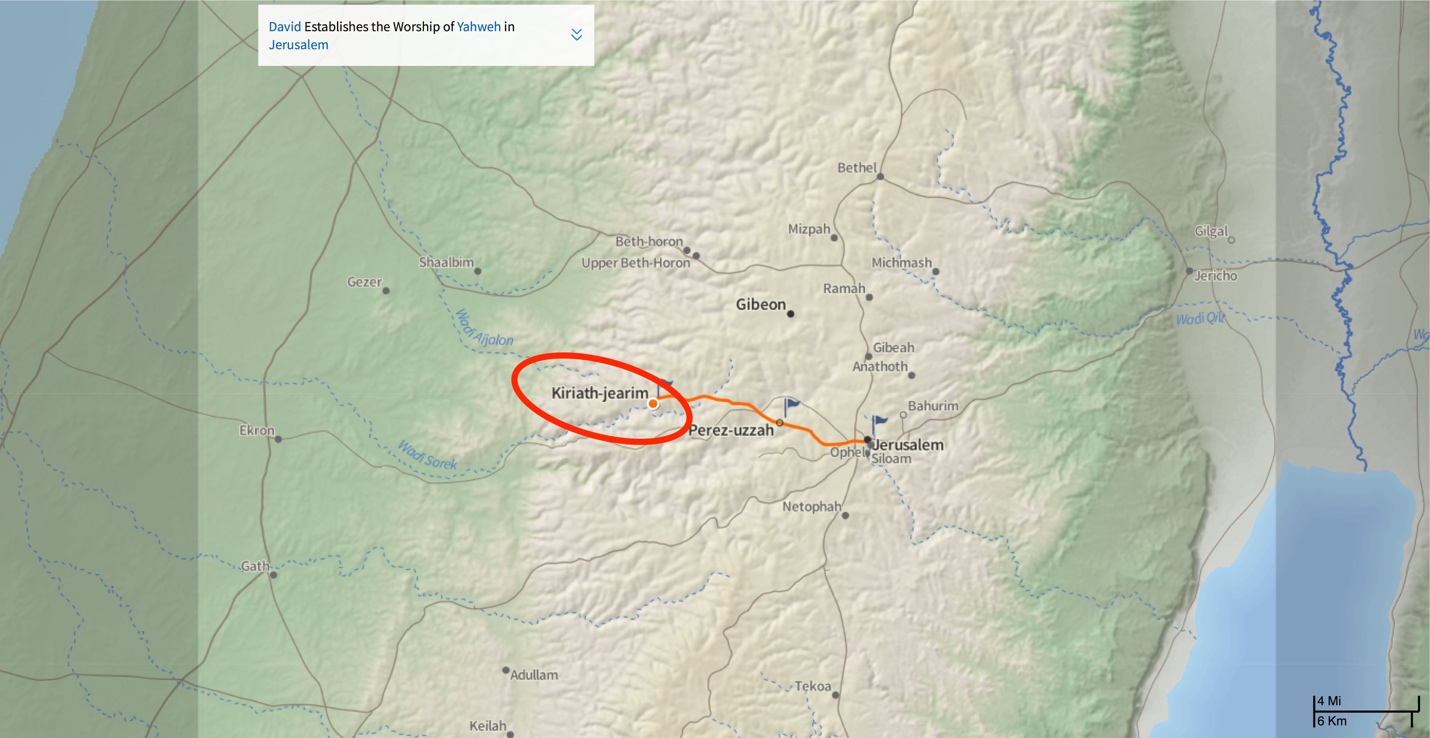 David Establishes the Worship of Yahweh in
Jerusalem
Bethel
Mizpah
Gilgal
Beth-horon
Upper Beth-Horon
Shaalbim
Michmash
Jericho
Gezer
Ramah
Gibeon
Wadi Qilt
Wadi Aijalon
Gibeah
Anathoth
Kiriath-jearim
Bahurim
Ekron
Perez-uzzah
Jerusalem
Ophel
Siloam
Wadi Sorek
Netophah
Gath
Adullam
Tekoa
Keilah
4 Mi
6 Km